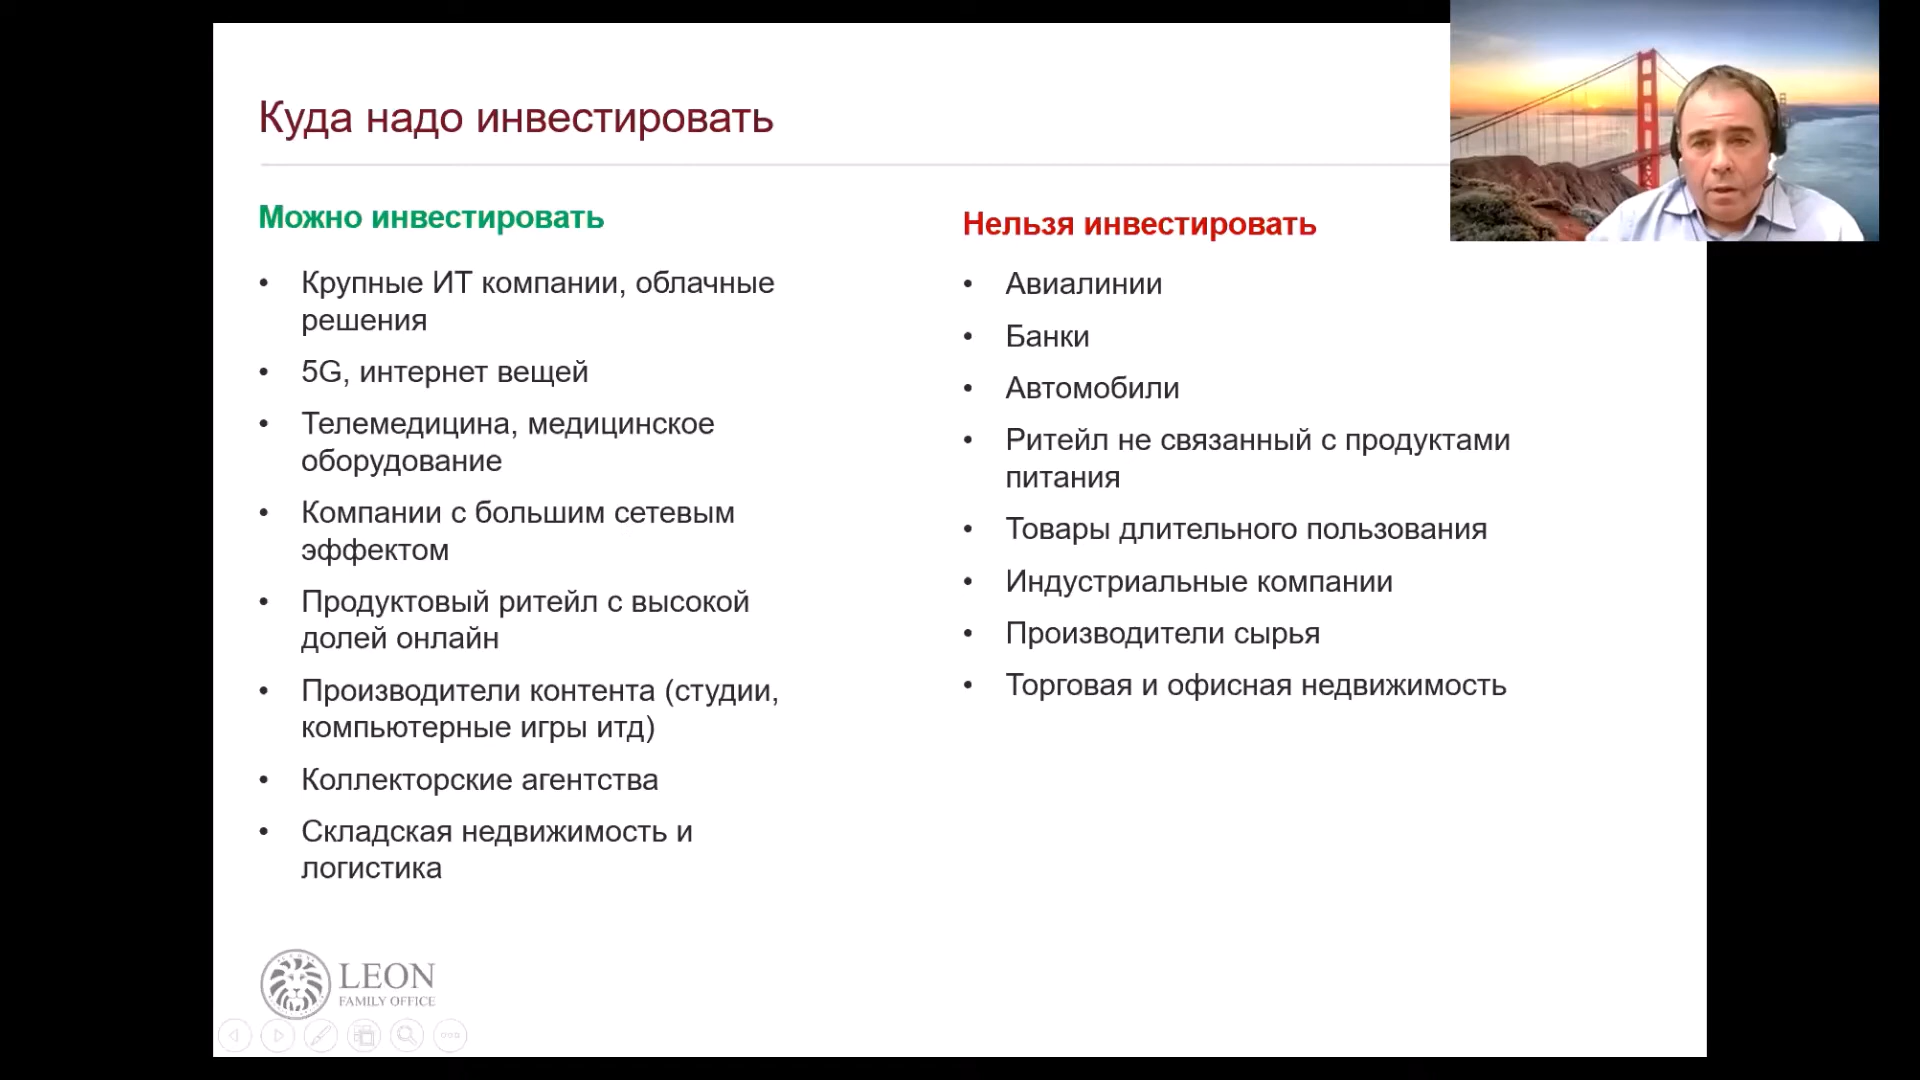 Куда надо инвестировать
Можно инвестировать
• Крупные ИТ компании, облачные
решения
• 5G, интернет вещей
• Телемедицина, медицинское
оборудование
• Компании с большим сетевым
эффектом
• Продуктовый ритейл с высокой
долей онлайн
• Производители контента (студии,
компьютерные игры итд)
• Коллекторские агентства
• Складская недвижимость и
логистика
Нельзя инвестировать
• Авиалинии
• Банки
• Автомобили
• Ритейл не связанный с продуктами
питания
• Товары длительного пользования
• Индустриальные компании
• Производители сырья
• Торговая и офисная недвижимость
LEON
FAMILY OFFICE